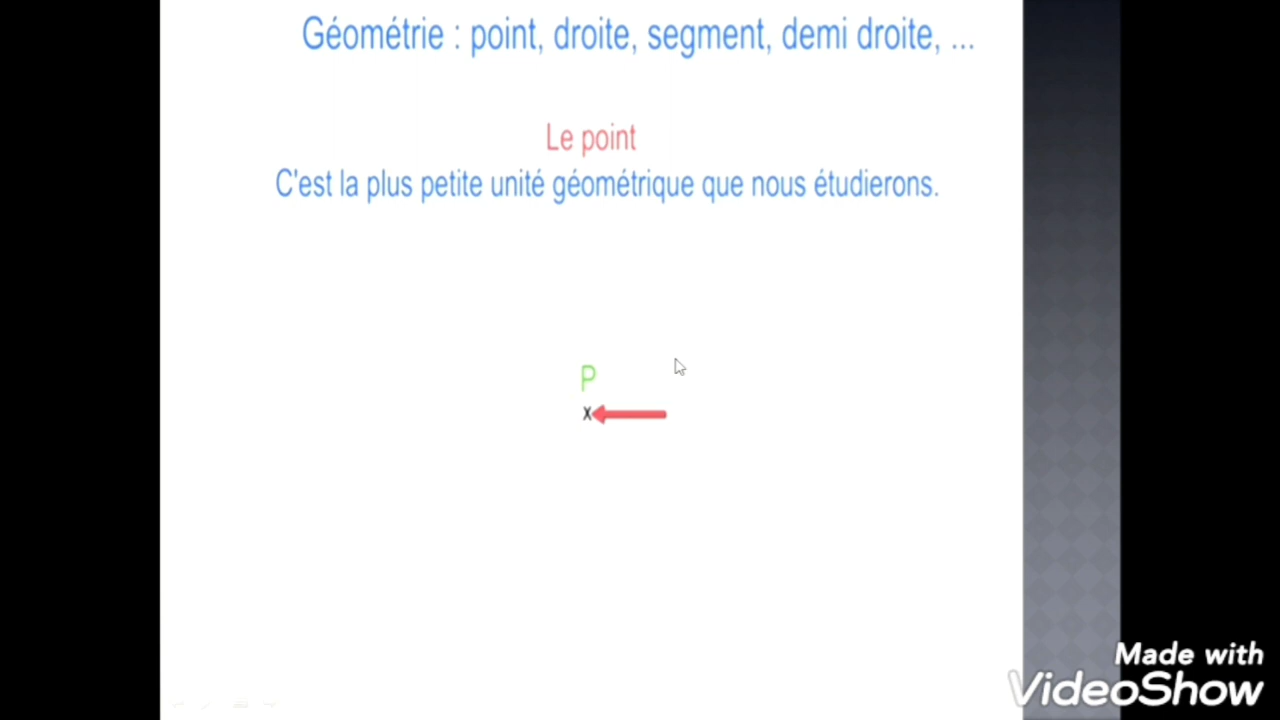 Géométrie : point, droite, segment, demi droite, ...
Le point
C'est la plus petite unité géométrique que nous étudierons.
P
x
Made with
VideoShow